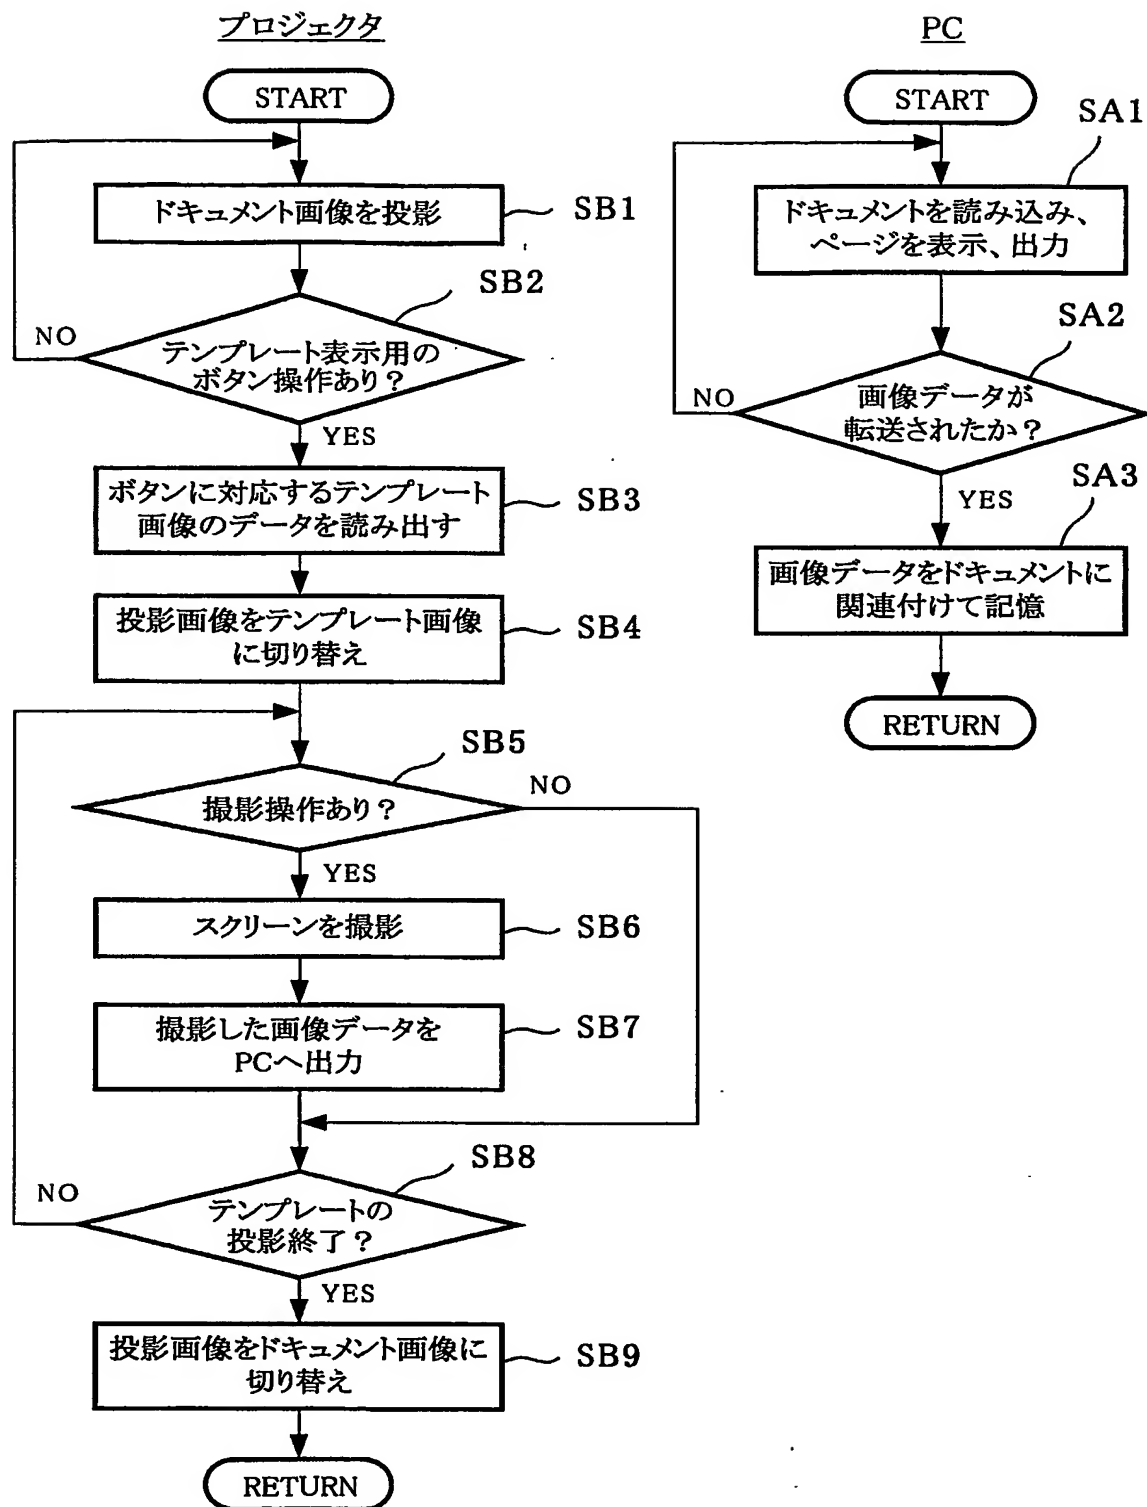 プロジェクタ
START
ドキュメント画像を投影
SB1
SB2
テンプレート表示用の
ボタン操作あり？
NO
YES
ボタンに対応するテンプレート
画像のデータを読み出す
SB3
投影画像をテンプレート画像
に切り替え
SB4
SB5
撮影操作あり？
NO
YES
スクリーンを撮影
SB6
撮影した画像データを
PCへ出力
SB7
SB8
テンプレートの
投影終了？
NO
YES
投影画像をドキュメント画像に
切り替え
SB9
RETURN
PC
START
SA1
ドキュメントを読み込み、
ページを表示、出力
SA2
画像データが
転送されたか？
NO
YES
SA3
画像データをドキュメントに
関連付けて記憶
RETURN